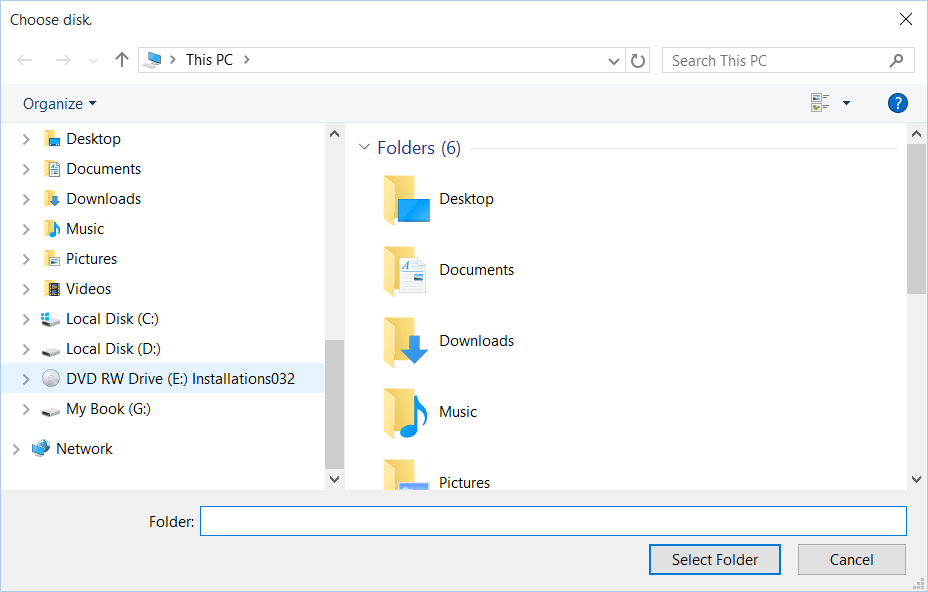 Choose disk.
This PC
Search This PC
Organize
?
Desktop
Documents
Downloads
Music
Pictures
Videos
Local Disk (C:)
Local Disk (D:)
DVD RW Drive (E:) Installations032
My Book (G:)
Network
Folders (6)
Desktop
Documents
Downloads
Music
Pictures
Folder:
Select Folder
Cancel